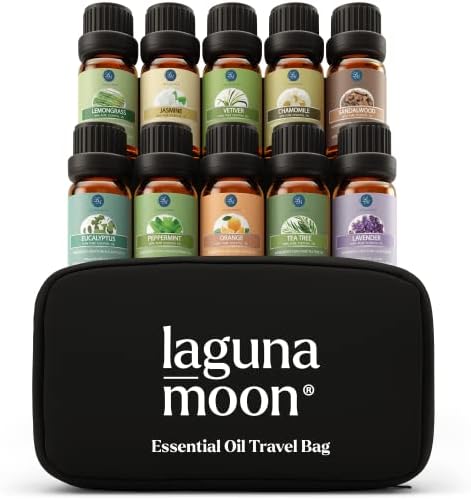 LEMONGRASS
JASMINE
VETIVER
CHAMOMILE
SANDALWOOD
EUCALYPTUS
PEPPERMINT
ORANGE
TEA TREE
LAVENDER
laguna
moon®
Essential Oil Travel Bag